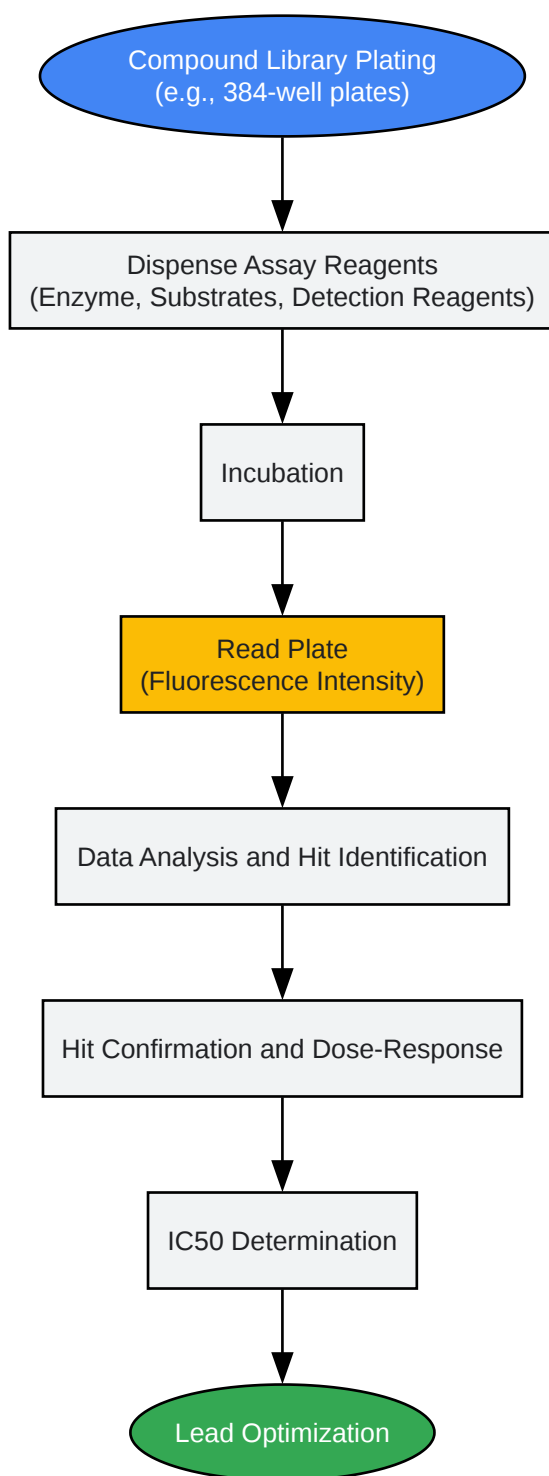 Compound Library Plating
(e.g., 384-well plates)
Dispense Assay Reagents
(Enzyme, Substrates, Detection Reagents)
Incubation
Read Plate
(Fluorescence Intensity)
Data Analysis and Hit Identification
Hit Confirmation and Dose-Response
IC50 Determination
Lead Optimization